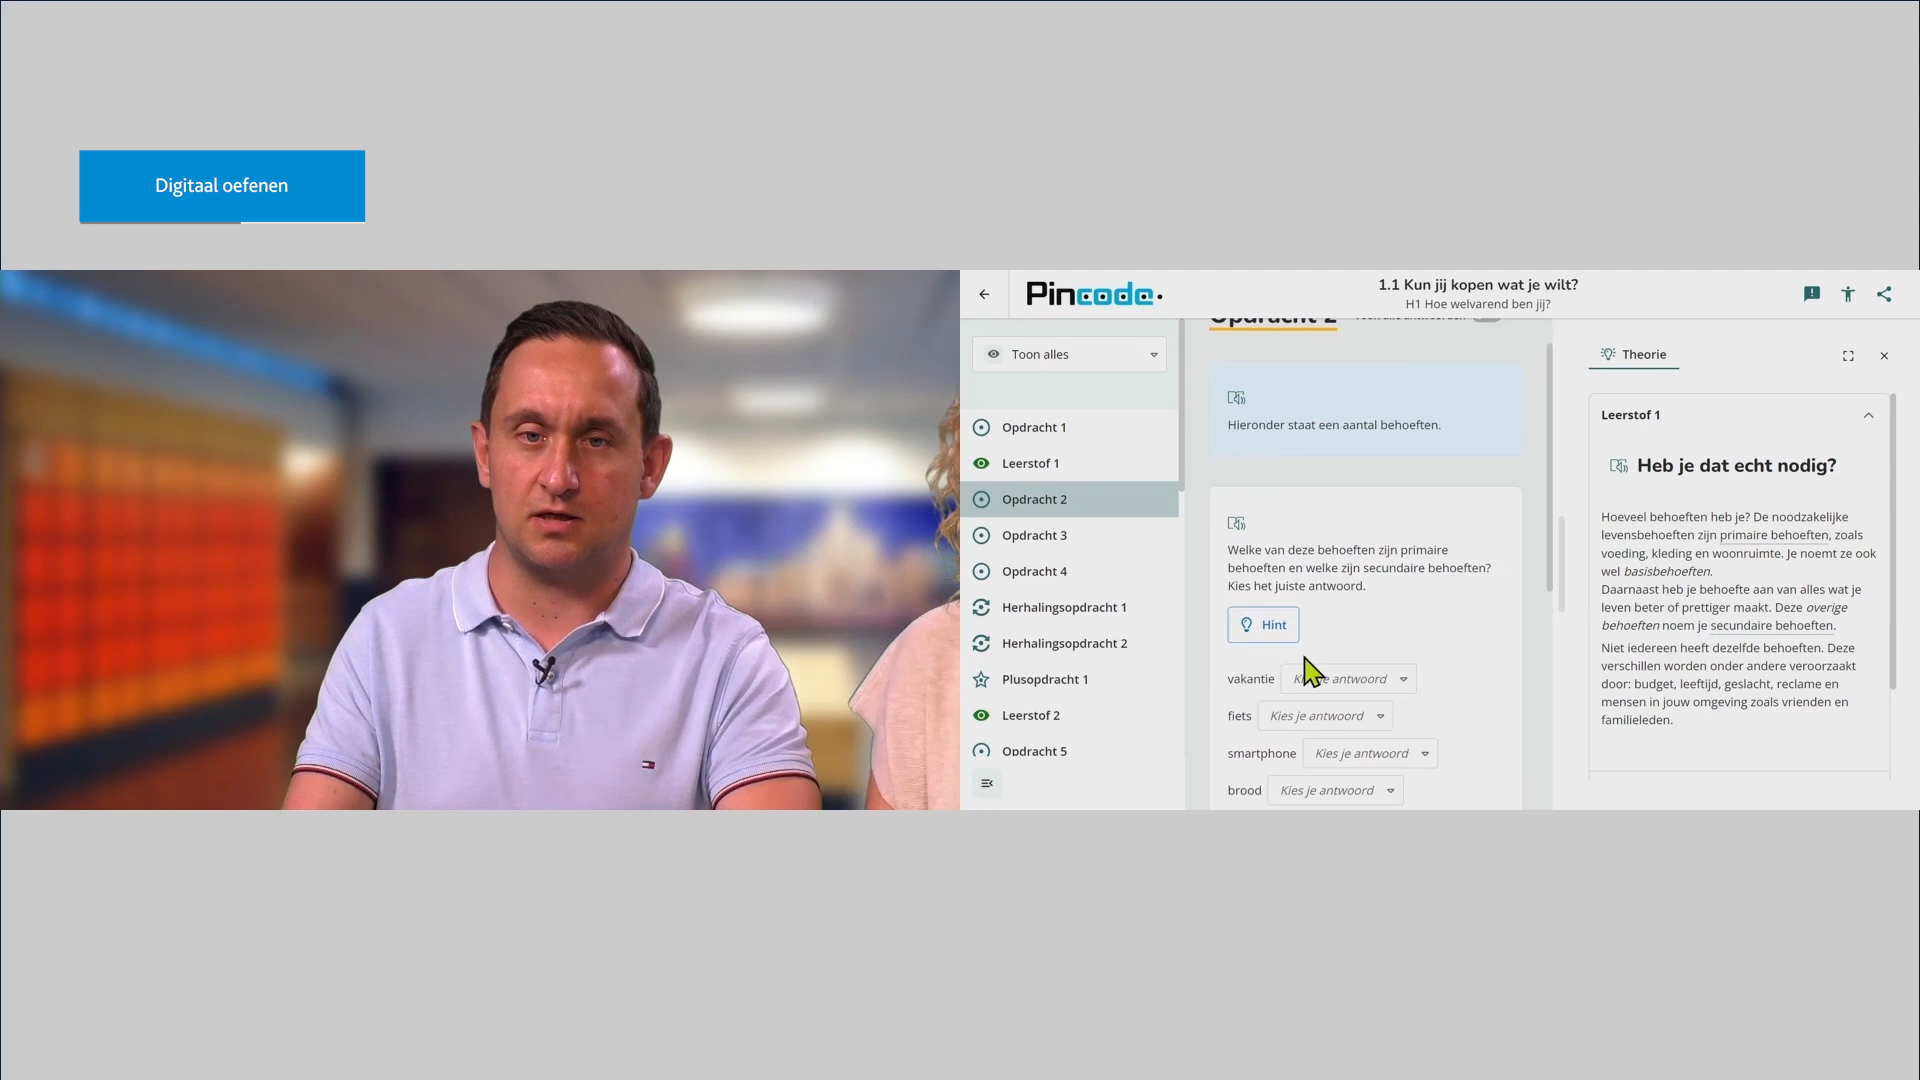 Digitaal oefenen
Pincode
1.1 Kun jij kopen wat je wilt?
H1 Hoe welvarend ben jij?
Toon alles
Opdracht 1
Leerstof 1
Opdracht 2
Opdracht 3
Opdracht 4
Herhalingsopdracht 1
Herhalingsopdracht 2
Plusopdracht 1
Leerstof 2
Opdracht 5
Opdracht 2
Hieronder staat een aantal behoeften.
Welke van deze behoeften zijn primaire
behoeften en welke zijn secundaire behoeften?
Kies het juiste antwoord.
Hint
vakantie Kies je antwoord
fiets Kies je antwoord
smartphone Kies je antwoord
brood Kies je antwoord
Theorie
Leerstof 1
Heb je dat echt nodig?
Hoeveel behoeften heb je? De noodzakelijke
levensbehoeften zijn primaire behoeften, zoals
voeding, kleding en woonruimte. Je noemt ze ook
wel basisbehoeften.
Daarnaast heb je behoefte aan van alles wat je
leven beter of prettiger maakt. Deze overige
behoeften noem je secundaire behoeften.
Niet iedereen heeft dezelfde behoeften. Deze
verschillen worden onder andere veroorzaakt
door: budget, leeftijd, geslacht, reclame en
mensen in jouw omgeving zoals vrienden en
familieleden.